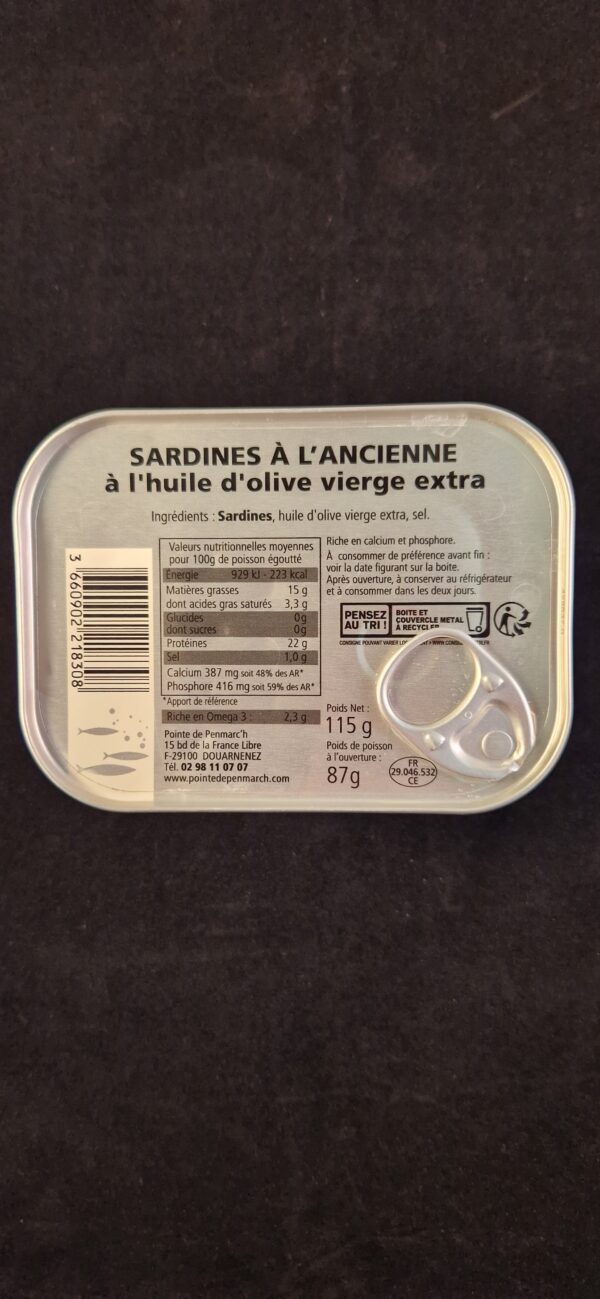 SARDINES À L'ANCIENNE
à l'huile d'olive vierge extra
Ingrédients : Sardines, huile d'olive vierge extra, sel.
3 660902 218308
Valeurs nutritionnelles moyennes
pour 100g de poisson égoutté
Énergie 929 kJ - 223 kcal
Matières grasses 15 g
dont acides gras saturés 3,3 g
Glucides 0g
dont sucres 0g
Protéines 22 g
Sel 1,0 g
Calcium 387 mg soit 48% des AR*
Phosphore 416 mg soit 59% des AR*
*Apport de référence
Riche en Omega 3 : 2,3 g
Pointe de Penmarc'h
15 bd de la France Libre
F-29100 DOUARNENEZ
Tél. 02 98 11 07 07
www.pointedepenmarch.com
Riche en calcium et phosphore.
À consommer de préférence avant fin :
voir la date figurant sur la boite.
Après ouverture, à conserver au réfrigérateur
et à consommer dans les deux jours.
PENSEZ
AU TRI !
BOITE ET
COUVERCLE METAL
À RECYCLER
CONSIGNE POUVANT VARIER
Poids Net :
115 g
Poids de poisson
à l'ouverture :
87g
FR
29.046.532
CE